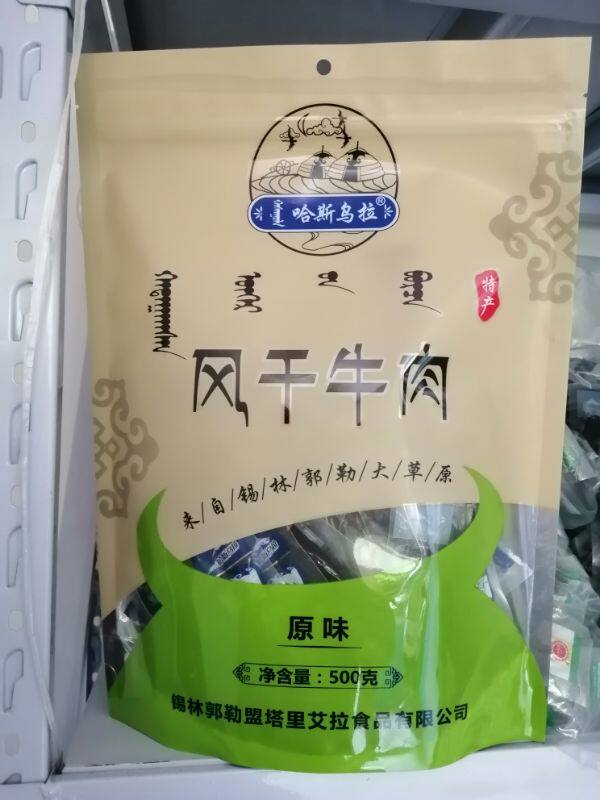 哈斯乌拉®
特产
风干牛肉
来/自/锡/林/郭/勒/大/草/原
原味
净含量:500克
锡林郭勒盟塔里艾拉食品有限公司